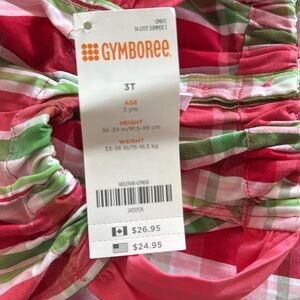 GYMBOREE
3T
AGE
3 yrs.
HEIGHT
36-39 in/91.5-99 cm
WEIGHT
33-36 lb/15-16.5 kg
$26.95
$24.95